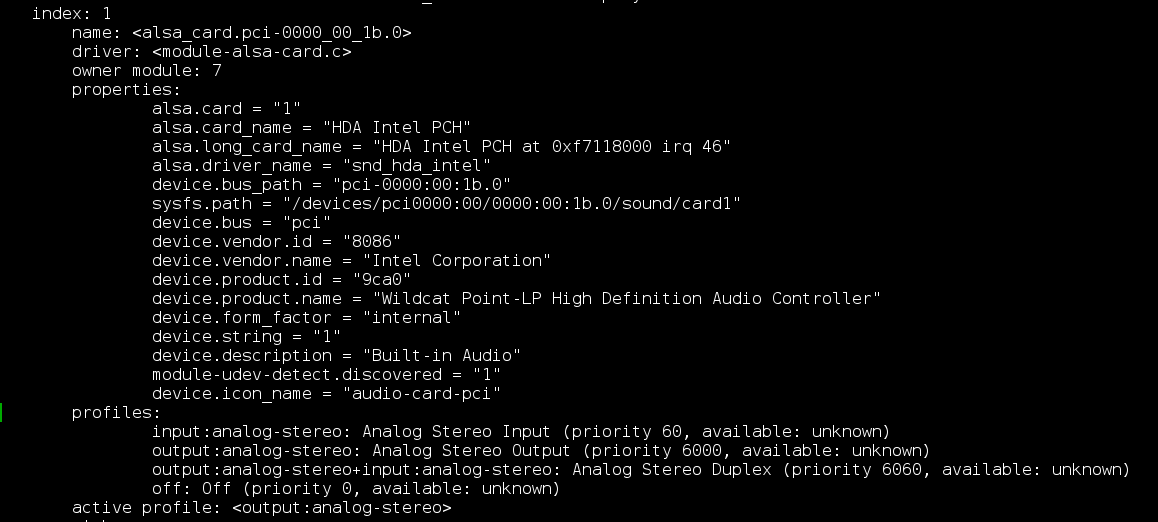 index: 1
name: <alsa_card.pci-0000_00_1b.0>
driver: <module-alsa-card.c>
owner module: 7
properties:
alsa.card = "1"
alsa.card_name = "HDA Intel PCH"
alsa.long_card_name = "HDA Intel PCH at 0xf7118000 irq 46"
alsa.driver_name = "snd_hda_intel"
device.bus_path = "pci-0000:00:1b.0"
sysfs.path = "/devices/pci0000:00/0000:00:1b.0/sound/card1"
device.bus = "pci"
device.vendor.id = "8086"
device.vendor.name = "Intel Corporation"
device.product.id = "9ca0"
device.product.name = "Wildcat Point-LP High Definition Audio Controller"
device.form_factor = "internal"
device.string = "1"
device.description = "Built-in Audio"
module-udev-detect.discovered = "1"
device.icon_name = "audio-card-pci"
profiles:
input:analog-stereo: Analog Stereo Input (priority 60, available: unknown)
output:analog-stereo: Analog Stereo Output (priority 6000, available: unknown)
output:analog-stereo+input:analog-stereo: Analog Stereo Duplex (priority 6060, available: unknown)
off: Off (priority 0, available: unknown)
active profile: <output:analog-stereo>